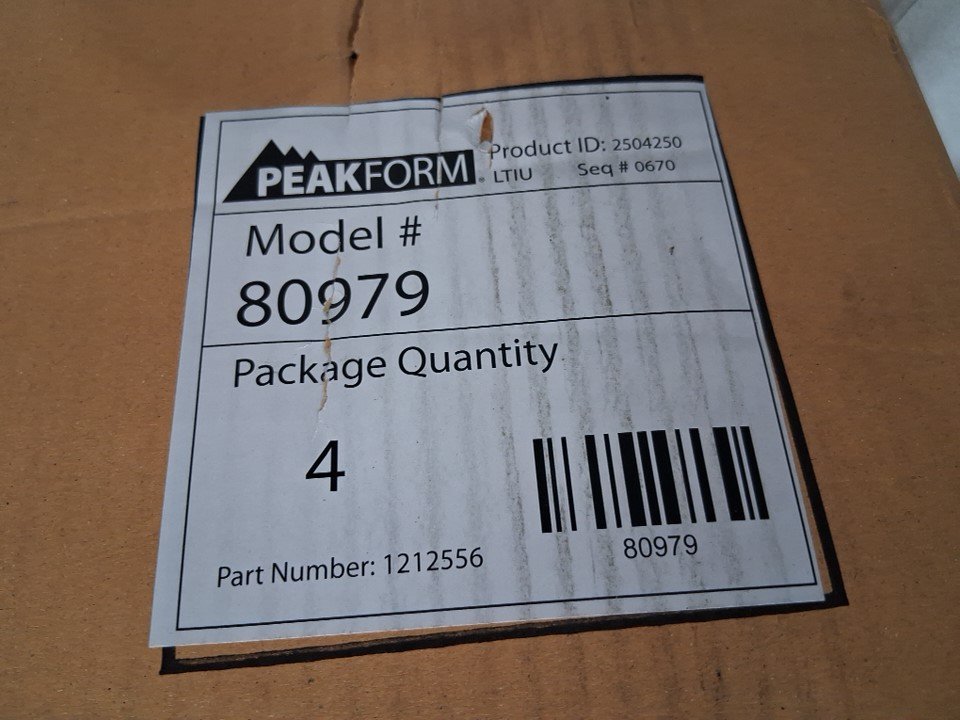 PEAKFORM®
Product ID: 2504250
LTIU Seq # 0670
Model #
80979
Package Quantity
4
80979
Part Number: 1212556